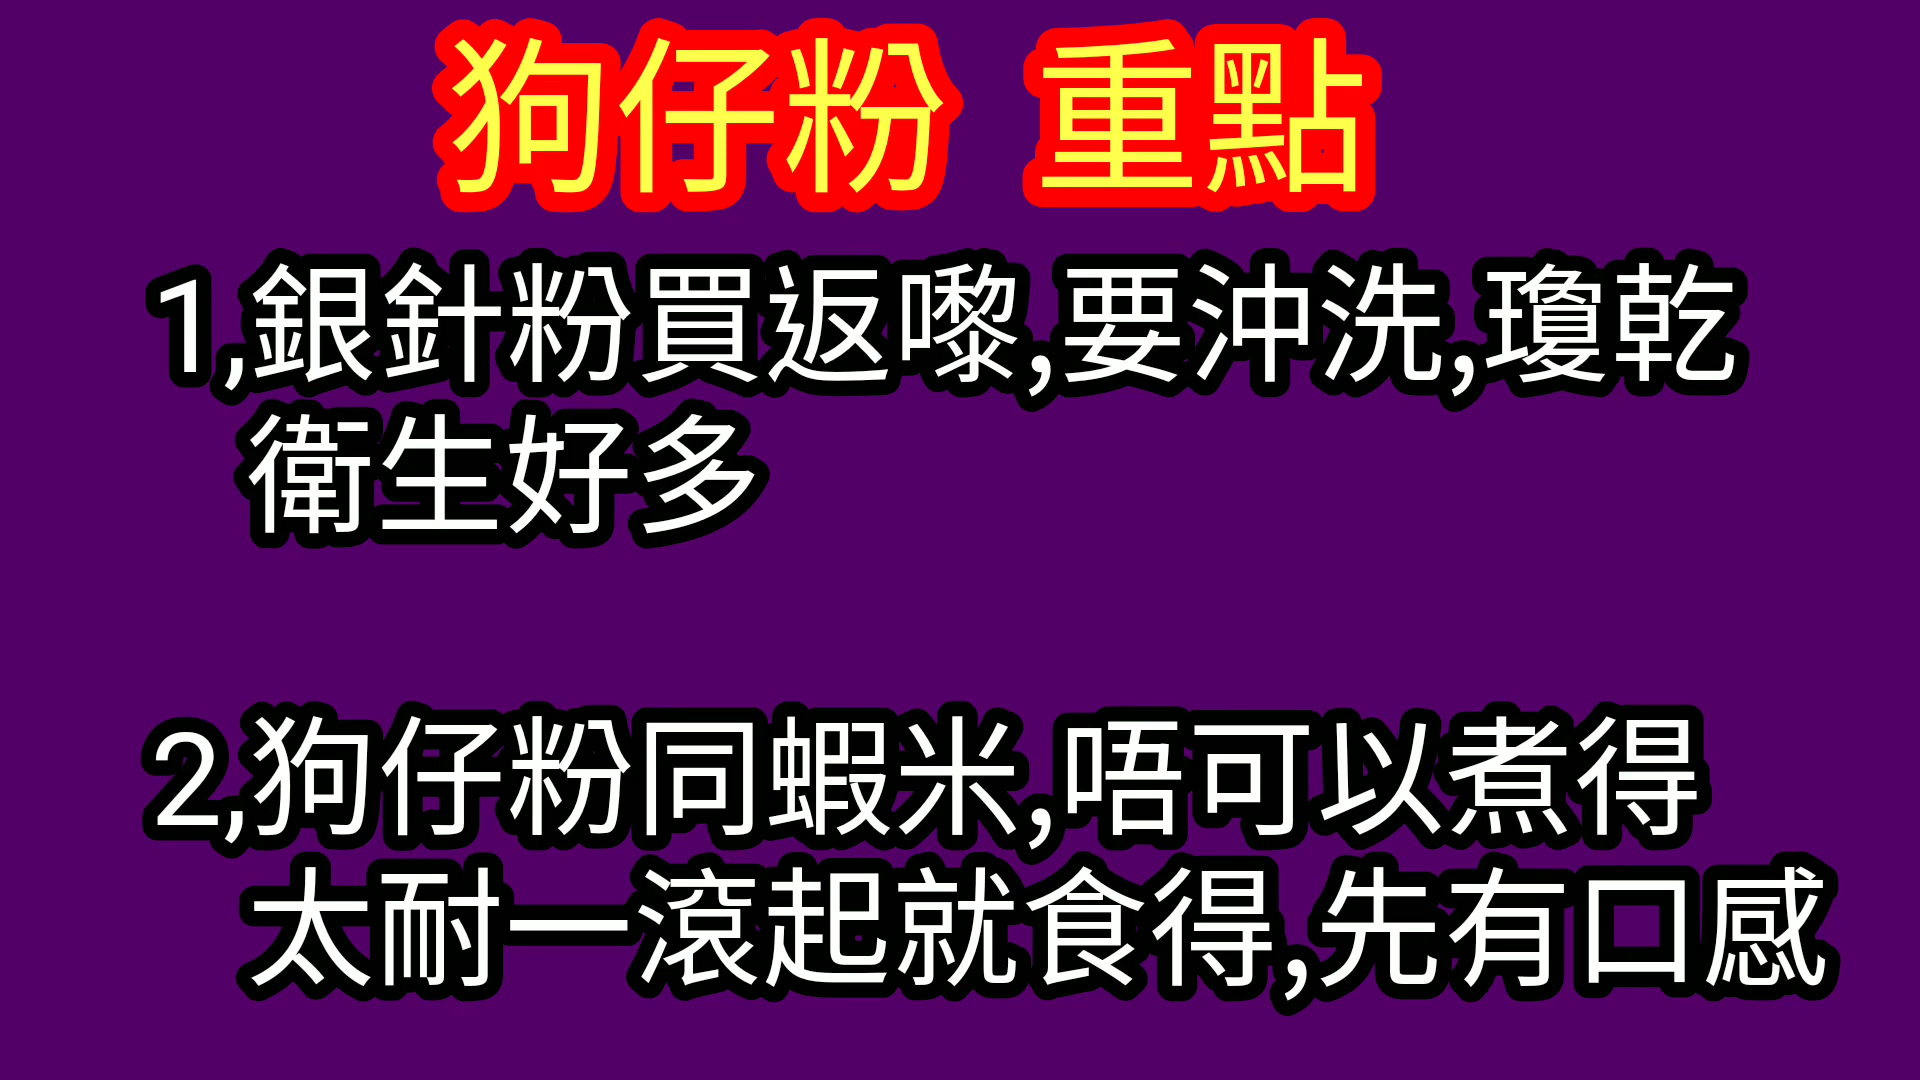 狗仔粉 重點
1,銀針粉買返嚟,要沖洗,瓊乾
衛生好多
2,狗仔粉同蝦米,唔可以煮得
太耐一滾起就食得,先有口感